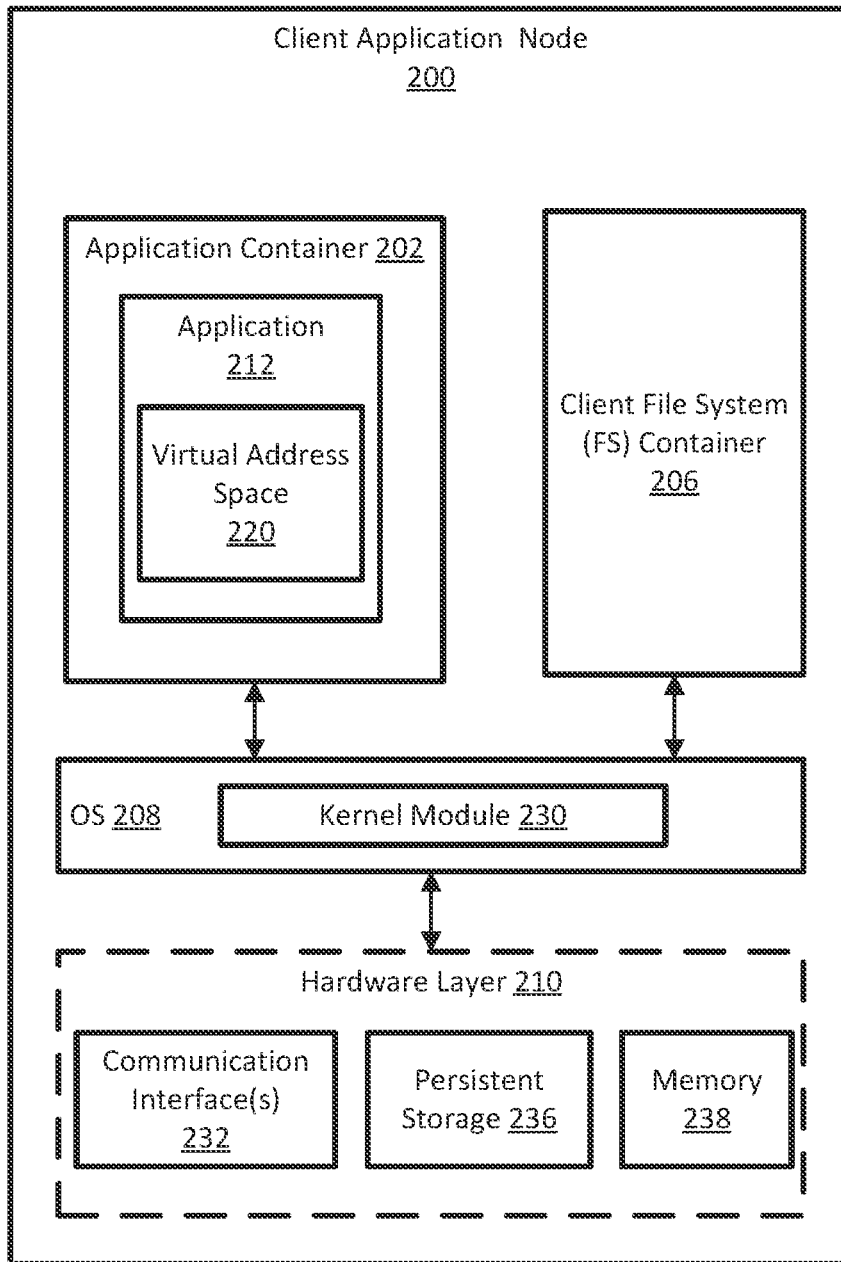 Client Application Node
200
Application Container 202
Application
212
Virtual Address
Space
220
Client File System
(FS) Container
206
OS 208
Kernel Module 230
Hardware Layer 210
Communication
Interface(s)
232
Persistent
Storage 236
Memory
238